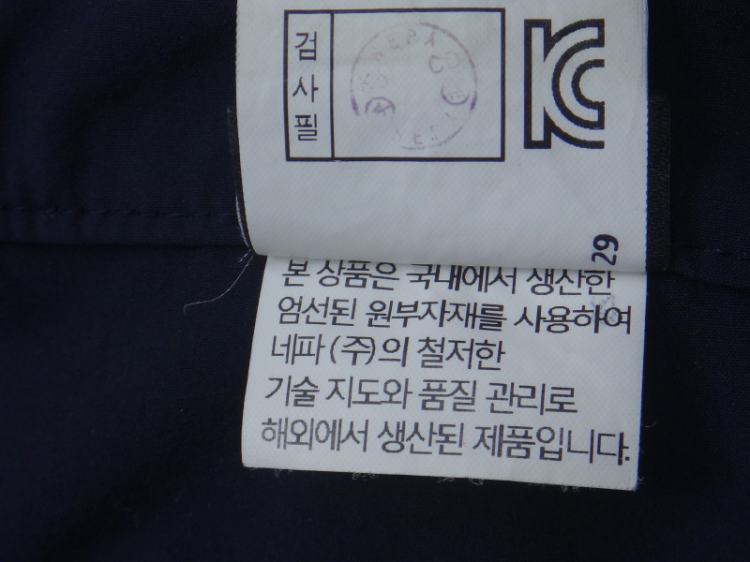 검사필
NEPA
KC
29
본 상품은 국내에서 생산한
엄선된 원부자재를 사용하여
네파(주)의 철저한
기술 지도와 품질 관리로
해외에서 생산된 제품입니다.